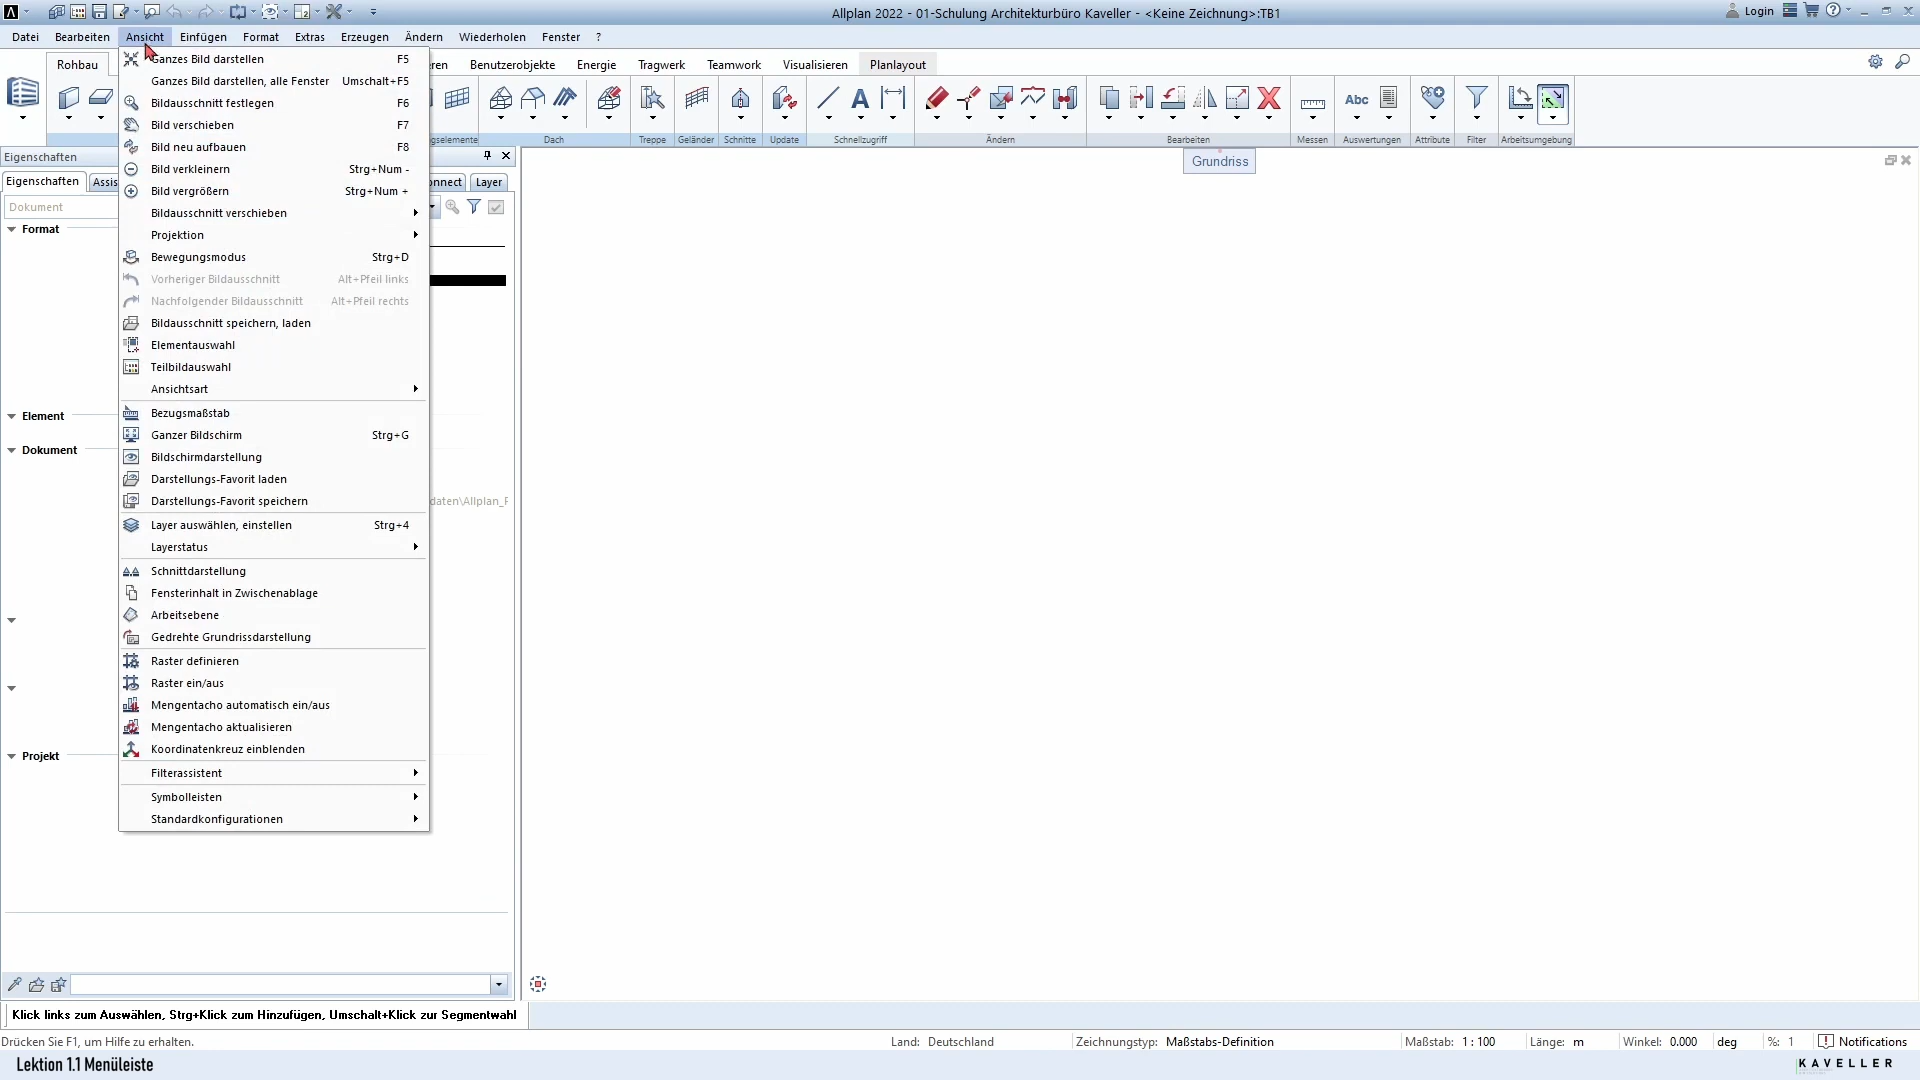 Allplan 2022 - 01-Schulung Architekturbüro Kaveller - <Keine Zeichnung>:TB1
Login
Datei Bearbeiten Ansicht Einfügen Format Extras Erzeugen Ändern Wiederholen Fenster ?
Rohbau Benutzerobjekte Energie Tragwerk Teamwork Visualisieren Planlayout
Dach Treppe Geländer Schnitte Update Schnellzugriff Ändern Bearbeiten Messen Auswertungen Attribute Filter Arbeitsumgebung
Abc
Eigenschaften
Eigenschaften Assis onnect Layer
Dokument
Format
Element
Dokument
daten\Allplan_F
Projekt
Ganzes Bild darstellen F5
Ganzes Bild darstellen, alle Fenster Umschalt+F5
Bildausschnitt festlegen F6
Bild verschieben F7
Bild neu aufbauen F8
Bild verkleinern Strg+Num -
Bild vergrößern Strg+Num +
Bildausschnitt verschieben
Projektion
Bewegungsmodus Strg+D
Vorheriger Bildausschnitt Alt+Pfeil links
Nachfolgender Bildausschnitt Alt+Pfeil rechts
Bildausschnitt speichern, laden
Elementauswahl
Teilbildauswahl
Ansichtsart
Bezugsmaßstab
Ganzer Bildschirm Strg+G
Bildschirmdarstellung
Darstellungs-Favorit laden
Darstellungs-Favorit speichern
Layer auswählen, einstellen Strg+4
Layerstatus
Schnittdarstellung
Fensterinhalt in Zwischenablage
Arbeitsebene
Gedrehte Grundrissdarstellung
Raster definieren
Raster ein/aus
Mengentacho automatisch ein/aus
Mengentacho aktualisieren
Koordinatenkreuz einblenden
Filterassistent
Symbolleisten
Standardkonfigurationen
Grundriss
Klick links zum Auswählen, Strg+Klick zum Hinzufügen, Umschalt+Klick zur Segmentwahl
Drücken Sie F1, um Hilfe zu erhalten. Land: Deutschland Zeichnungstyp: Maßstabs-Definition Maßstab: 1 : 100 Länge: m Winkel: 0.000 deg %: 1 Notifications
Lektion 1.1 Menüleiste
KAVELLER